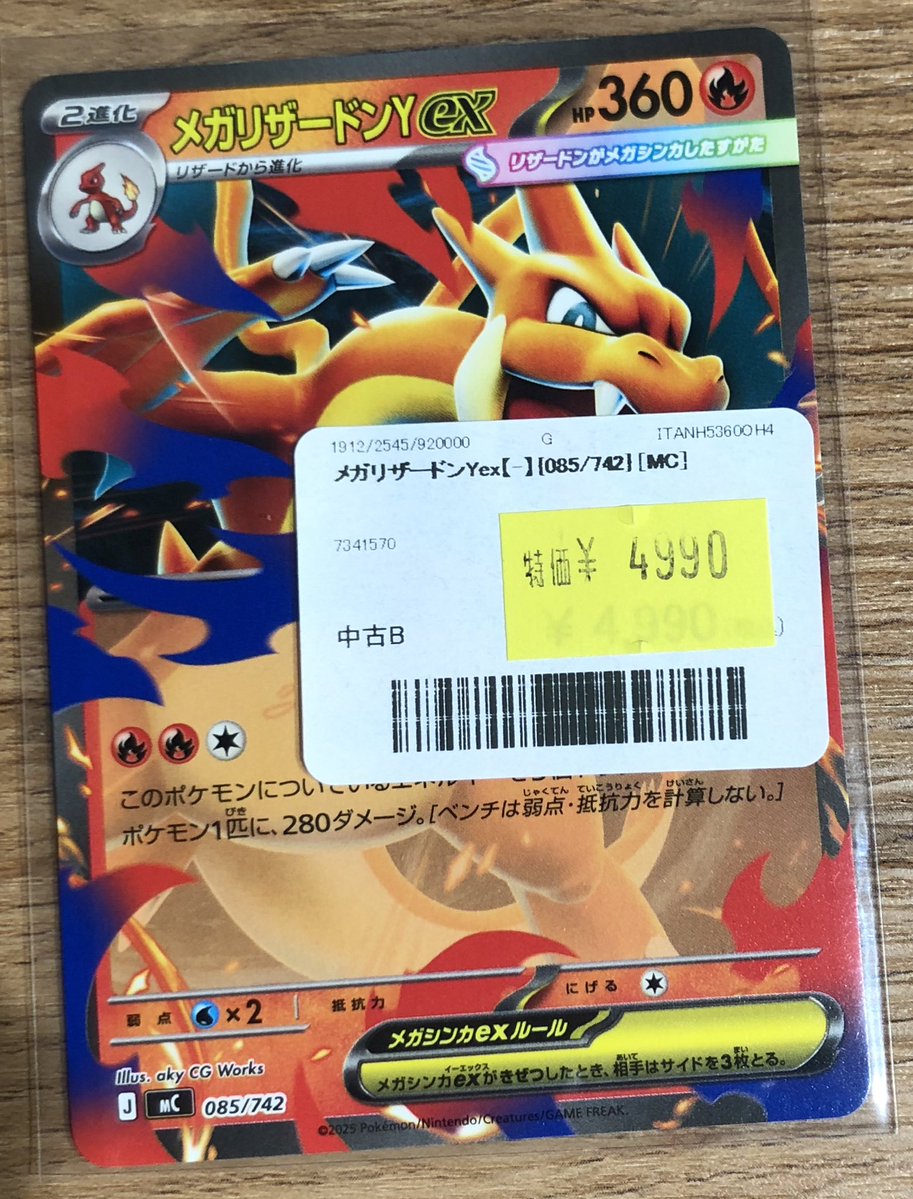 2進化
メガリザードンYex
HP360
リザードから進化
リザードンがメガシンカしたすがた
1912/2545/920000 G ITANH53600H4
メガリザードンYex【-】{085/742}[MC]
7341570
特価¥ 4990
¥ 4,990
中古B
このポケモンについている
ポケモン1匹に、280ダメージ。[ベンチは弱点・抵抗力を計算しない。]
弱点 ×2 抵抗力 にげる
メガシンカexルール
メガシンカexがきぜつしたとき、相手はサイドを3枚とる。
Illus. aky CG Works
J MC 085/742
©2025 Pokémon/Nintendo/Creatures/GAME FREAK.